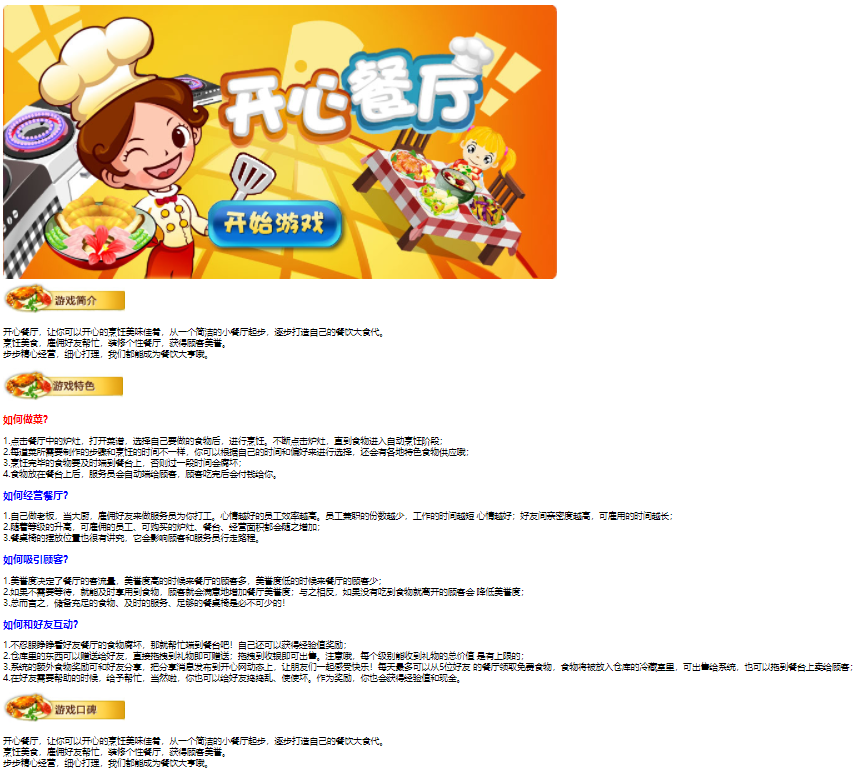 开心餐厅
开始游戏
游戏简介
开心餐厅，让你可以开心的烹饪美味佳肴，从一个简洁的小餐厅起步，逐步打造自己的餐饮大食代。
烹饪美食，雇佣好友帮忙，装修个性餐厅，获得顾客美誉。
步步精心经营，细心打理，我们都能成为餐饮大亨哦。
游戏特色
如何做菜?
1.点击餐厅中的炉灶，打开菜谱，选择自己要做的食物后，进行烹饪。不断点击炉灶，直到食物进入自动烹饪阶段；
2.每道菜所需要制作的步骤和烹饪的时间不一样，你可以根据自己的时间和偏好来进行选择，还会有各地特色食物供应哦；
3.烹饪完毕的食物要及时端到餐台上，否则过一段时间会腐坏；
4.食物放在餐台上后，服务员会自动端给顾客，顾客吃完后会付钱给你。
如何经营餐厅?
1.自己做老板，当大厨，雇佣好友来做服务员为你打工。心情越好的员工效率越高。员工兼职的份数越少，工作的时间越短 心情越好；好友间亲密度越高，可雇用的时间越长；
2.随着等级的升高，可雇佣的员工、可购买的炉灶、餐台、经营面积都会随之增加；
3.餐桌椅的摆放位置也很有讲究，它会影响顾客和服务员行走路程。
如何吸引顾客?
1.美誉度决定了餐厅的客流量，美誉度高的时候来餐厅的顾客多，美誉度低的时候来餐厅的顾客少；
2.如果不需要等待，就能及时享用到食物，顾客就会满意地增加餐厅美誉度；与之相反，如果没有吃到食物就离开的顾客会 降低美誉度；
3.总而言之，储备充足的食物、及时的服务、足够的餐桌椅是必不可少的！
如何和好友互动?
1.不忍眼睁睁看好友餐厅的食物腐坏，那就帮忙端到餐台吧！自己还可以获得经验值奖励；
2.仓库里的东西可以赠送给好友，直接拖拽到礼物即可赠送；拖拽到收银即可出售。注意哦，每个级别能收到礼物的总价值 是有上限的；
3.系统的额外食物奖励可和好友分享，把分享消息发布到开心网动态上，让朋友们一起感受快乐！每天最多可以从5位好友 的餐厅领取免费食物，食物将被放入仓库的冷藏室里，可出售给系统，也可以拖到餐台上卖给顾客；
4.在好友需要帮助的时候，给予帮忙，当然啦，你也可以给好友捣捣乱、使使坏。作为奖励，你也会获得经验值和现金。
游戏口碑
开心餐厅，让你可以开心的烹饪美味佳肴，从一个简洁的小餐厅起步，逐步打造自己的餐饮大食代。
烹饪美食，雇佣好友帮忙，装修个性餐厅，获得顾客美誉。
步步精心经营，细心打理，我们都能成为餐饮大亨哦。